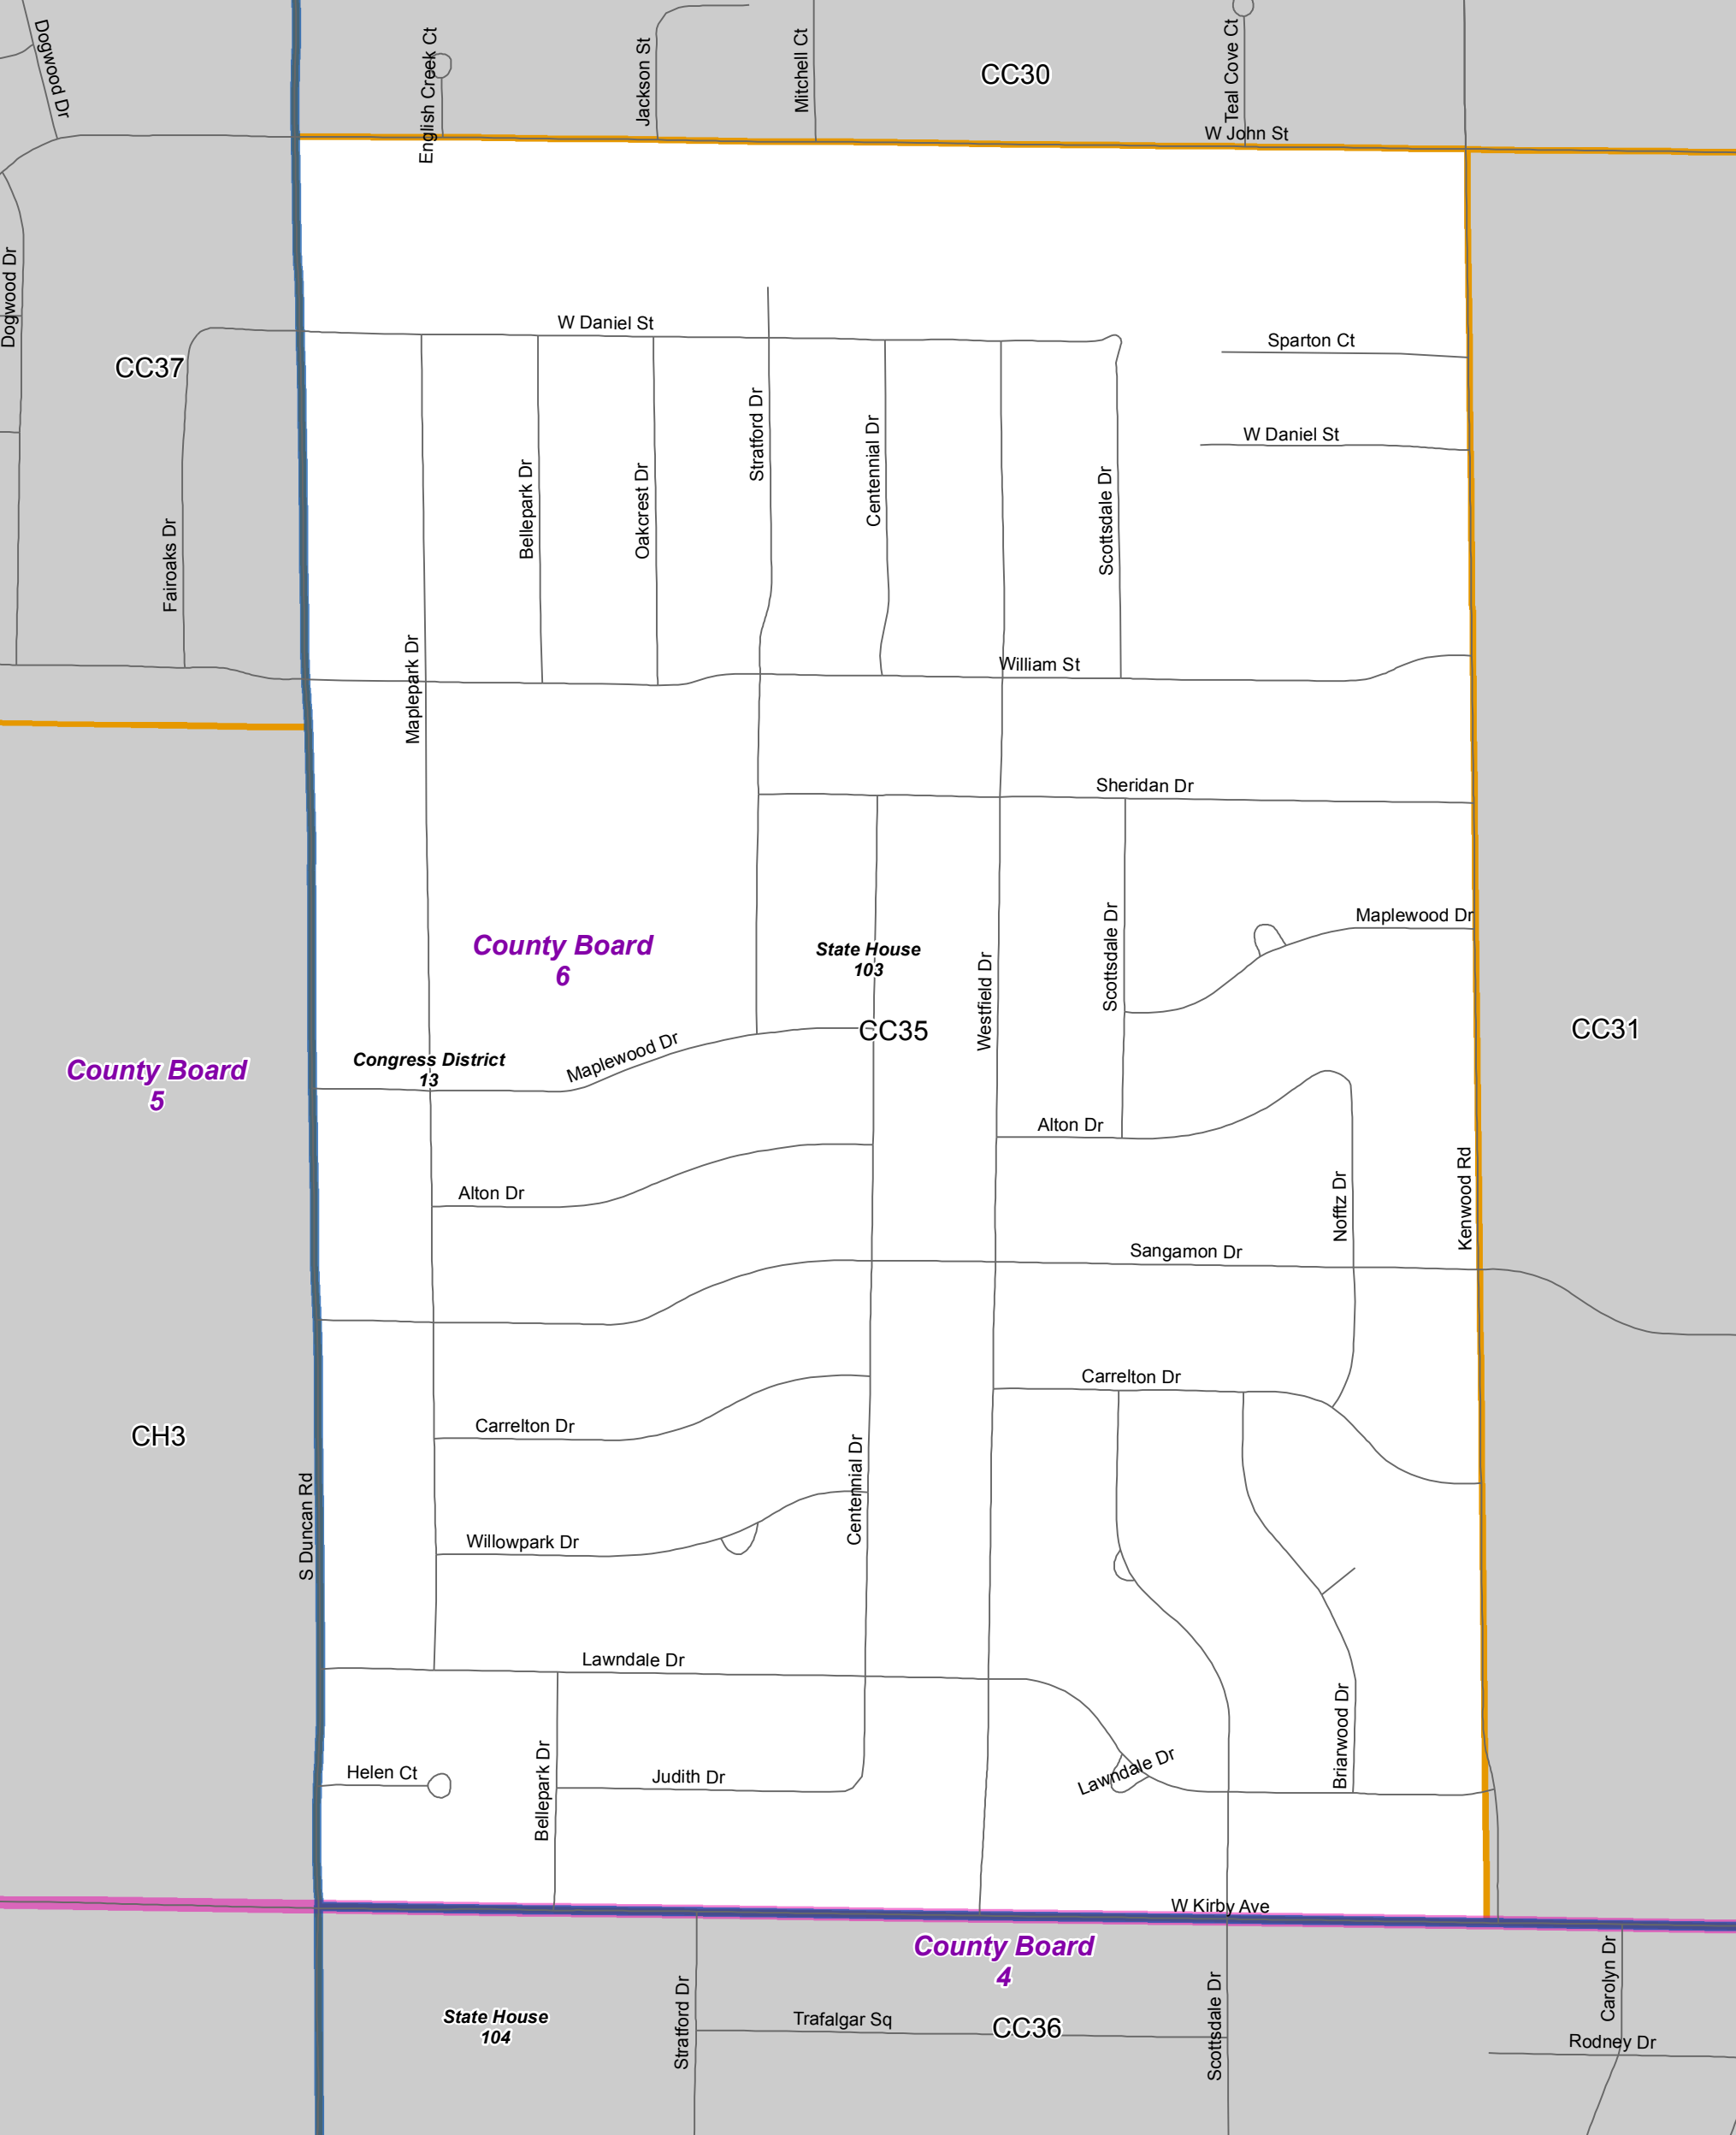 Dogwood Dr
English Creek Ct
Jackson St
Mitchell Ct
CC30
Teal Cove Ct
W John St
Dogwood Dr
CC37
W Daniel St
Sparton Ct
W Daniel St
Stratford Dr
Centennial Dr
Bellepark Dr
Oakcrest Dr
Scottsdale Dr
Fairoaks Dr
Maplepark Dr
William St
Sheridan Dr
Maplewood Dr
County Board
6
State House
103
Westfield Dr
Scottsdale Dr
CC35
CC31
Maplewood Dr
Congress District
13
County Board
5
Alton Dr
Alton Dr
Nofftz Dr
Kenwood Rd
Sangamon Dr
Carrelton Dr
Carrelton Dr
CH3
Centennial Dr
S Duncan Rd
Willowpark Dr
Lawndale Dr
Briarwood Dr
Helen Ct
Bellepark Dr
Judith Dr
Lawndale Dr
W Kirby Ave
County Board
4
Carolyn Dr
State House
104
Stratford Dr
Trafalgar Sq
CC36
Scottsdale Dr
Rodney Dr